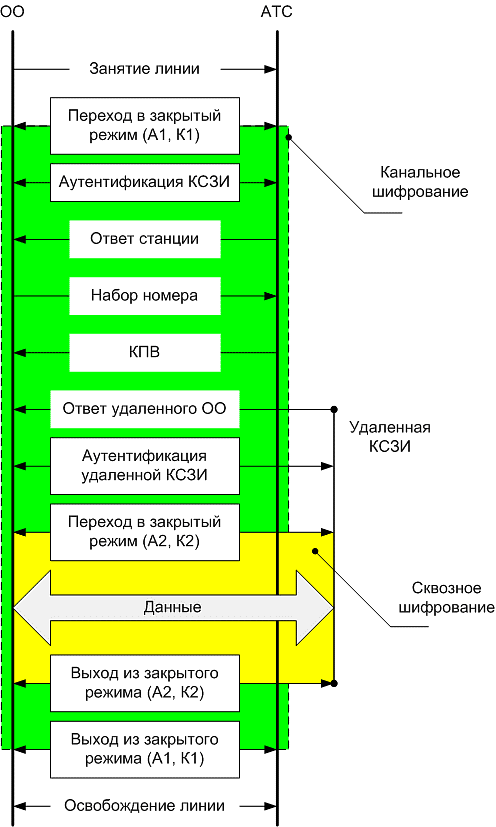 ОО
АТС
Занятие линии
Переход в закрытый
режим (А1, К1)
Канальное
шифрование
Аутентификация КСЗИ
Ответ станции
Набор номера
КПВ
Ответ удаленного ОО
Удаленная
КСЗИ
Аутентификация
удаленной КСЗИ
Переход в закрытый
режим (А2, К2)
Сквозное
шифрование
Данные
Выход из закрытого
режима (А2, К2)
Выход из закрытого
режима (А1, К1)
Освобождение линии